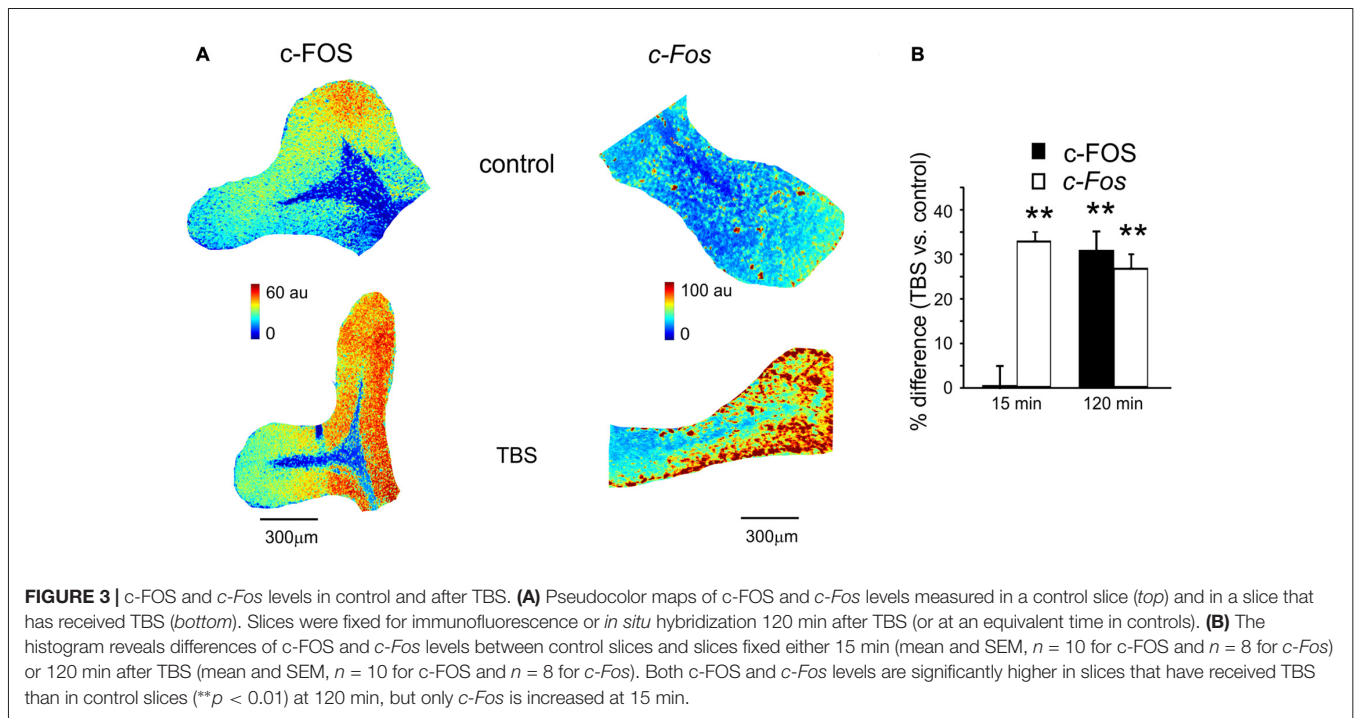 A
c-FOS
c-Fos
B
control
60 au
0
100 au
0
TBS
300μm
300μm
c-FOS
c-Fos
% difference (TBS vs. control)
40
30
20
10
0
**
**
**
15 min
120 min
FIGURE 3 | c-FOS and c-Fos levels in control and after TBS. (A) Pseudocolor maps of c-FOS and c-Fos levels measured in a control slice (top) and in a slice that
has received TBS (bottom). Slices were fixed for immunofluorescence or in situ hybridization 120 min after TBS (or at an equivalent time in controls). (B) The
histogram reveals differences of c-FOS and c-Fos levels between control slices and slices fixed either 15 min (mean and SEM, n = 10 for c-FOS and n = 8 for c-Fos)
or 120 min after TBS (mean and SEM, n = 10 for c-FOS and n = 8 for c-Fos). Both c-FOS and c-Fos levels are significantly higher in slices that have received TBS
than in control slices (**p < 0.01) at 120 min, but only c-Fos is increased at 15 min.